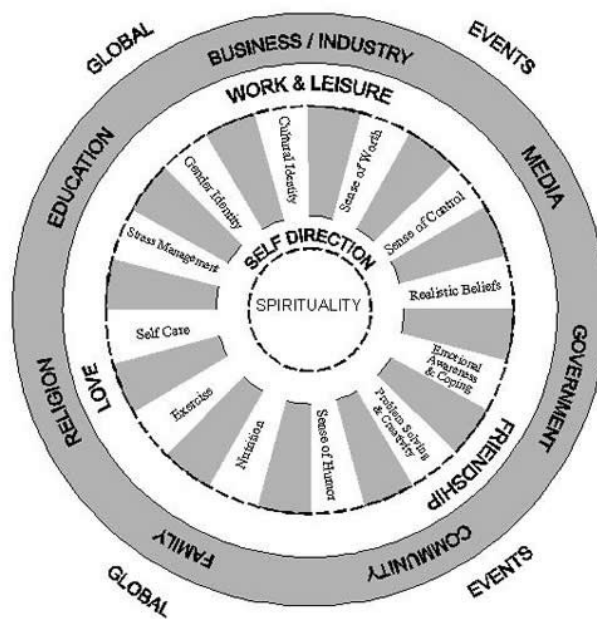 GLOBAL
EVENTS
BUSINESS / INDUSTRY
MEDIA
GOVERNMENT
COMMUNITY
FAMILY
RELIGION
EDUCATION
WORK & LEISURE
FRIENDSHIP
LOVE
Cultural Identity
Sense of Worth
Sense of Control
Realistic Beliefs
Emotional
Awareness
& Coping
Problem Solving
& Creativity
Sense of Humor
Nutrition
Exercise
Self Care
Stress Management
Gender Identity
SELF DIRECTION
SPIRITUALITY
GLOBAL
EVENTS